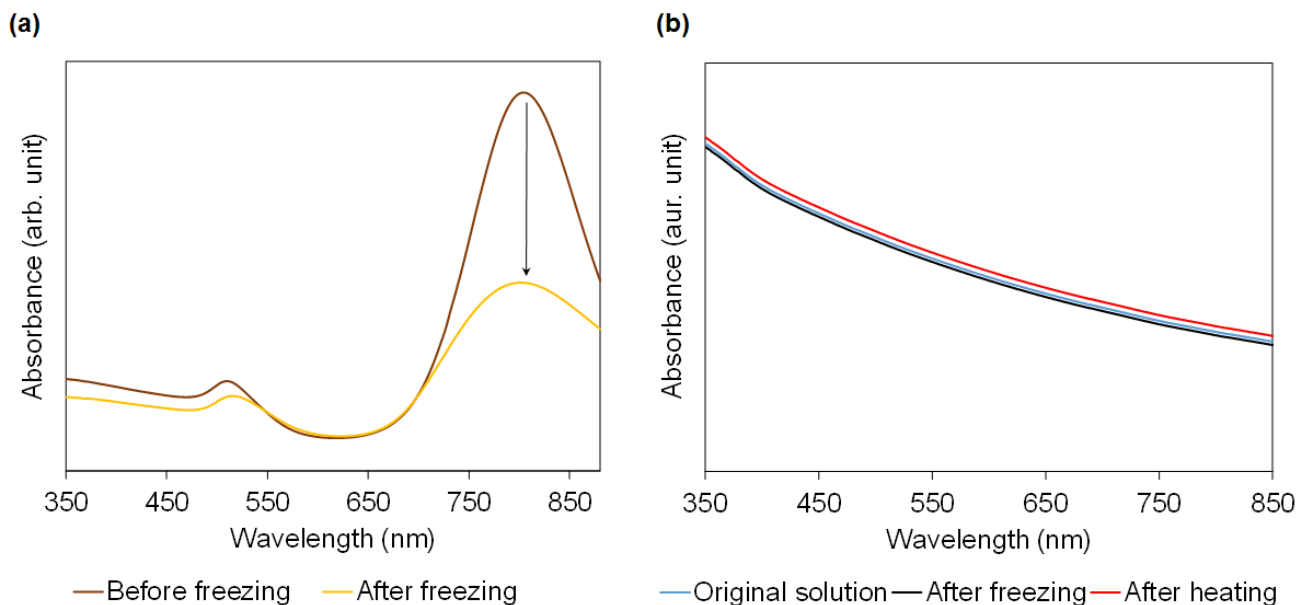 (a)
Absorbance (arb. unit)
350 450 550 650 750 850
Wavelength (nm)
Before freezing After freezing
(b)
Absorbance (aur. unit)
350 450 550 650 750 850
Wavelength (nm)
Original solution After freezing After heating